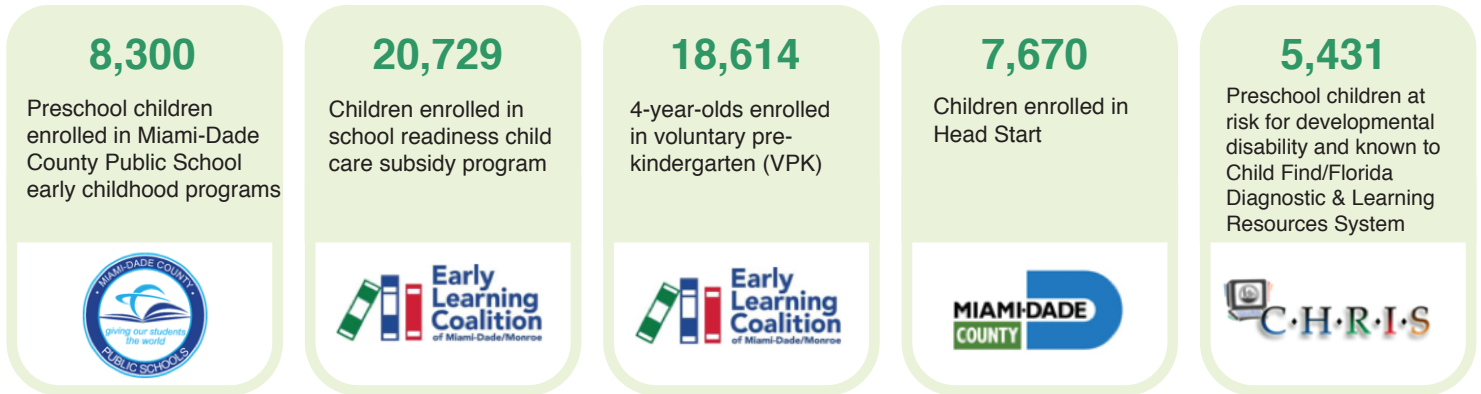 8,300
Preschool children
enrolled in Miami-Dade
County Public School
early childhood programs
MIAMI-DADE COUNTY
giving our students
the world
PUBLIC SCHOOLS
20,729
Children enrolled in
school readiness child
care subsidy program
Early
Learning
Coalition
of Miami-Dade/Monroe
18,614
4-year-olds enrolled
in voluntary pre-
kindergarten (VPK)
Early
Learning
Coalition
of Miami-Dade/Monroe
7,670
Children enrolled in
Head Start
MIAMI-DADE
COUNTY
5,431
Preschool children at
risk for developmental
disability and known to
Child Find/Florida
Diagnostic & Learning
Resources System
C·H·R·I·S